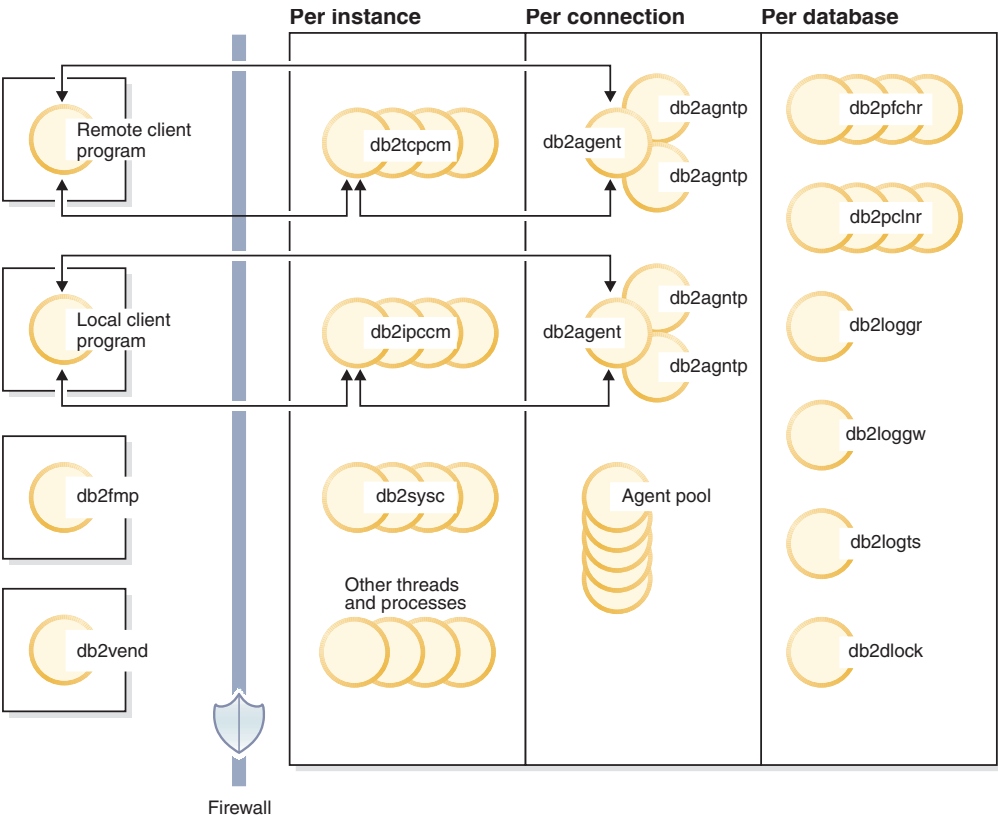 Per instance
Per connection
Per database
Remote client
program
db2tcpcm
db2agent
db2agntp
db2agntp
db2pfchr
db2pclnr
Local client
program
db2ipccm
db2agent
db2agntp
db2agntp
db2loggr
db2loggw
db2fmp
db2sysc
Agent pool
db2logts
Other threads
and processes
db2vend
db2dlock
Firewall